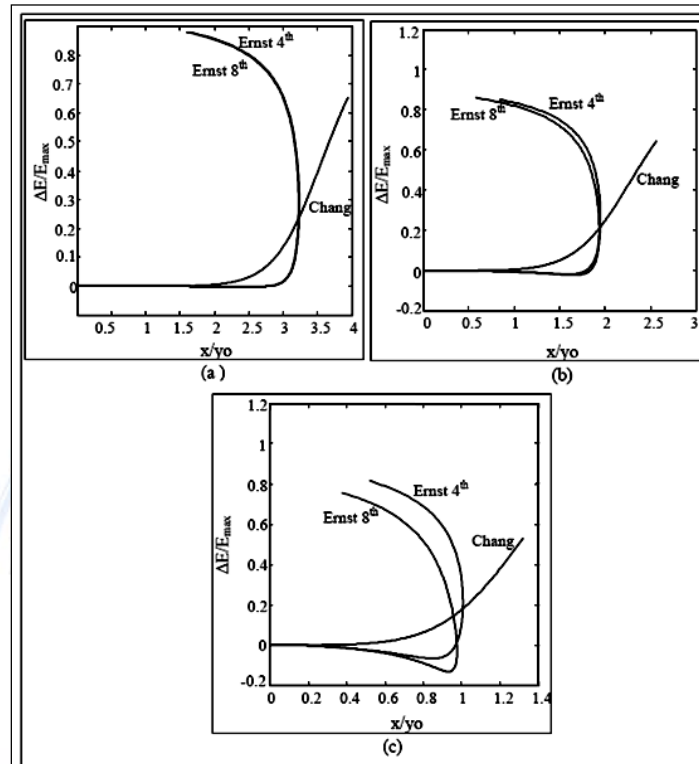 ΔE/Emax
0.8
0.7
0.6
0.5
0.4
0.3
0.2
0.1
0
Ernst 4th
Ernst 8th
Chang
0.5 1 1.5 2 2.5 3 3.5 4
x/yo
(a )
ΔE/Emax
1.2
1
0.8
0.6
0.4
0.2
0
-0.2
Ernst 4th
Ernst 8th
Chang
0 0.5 1 1.5 2 2.5 3
x/yo
(b)
ΔE/Emax
1.2
1
0.8
0.6
0.4
0.2
0
-0.2
Ernst 4th
Ernst 8th
Chang
0 0.2 0.4 0.6 0.8 1 1.2 1.4
x/yo
(c)